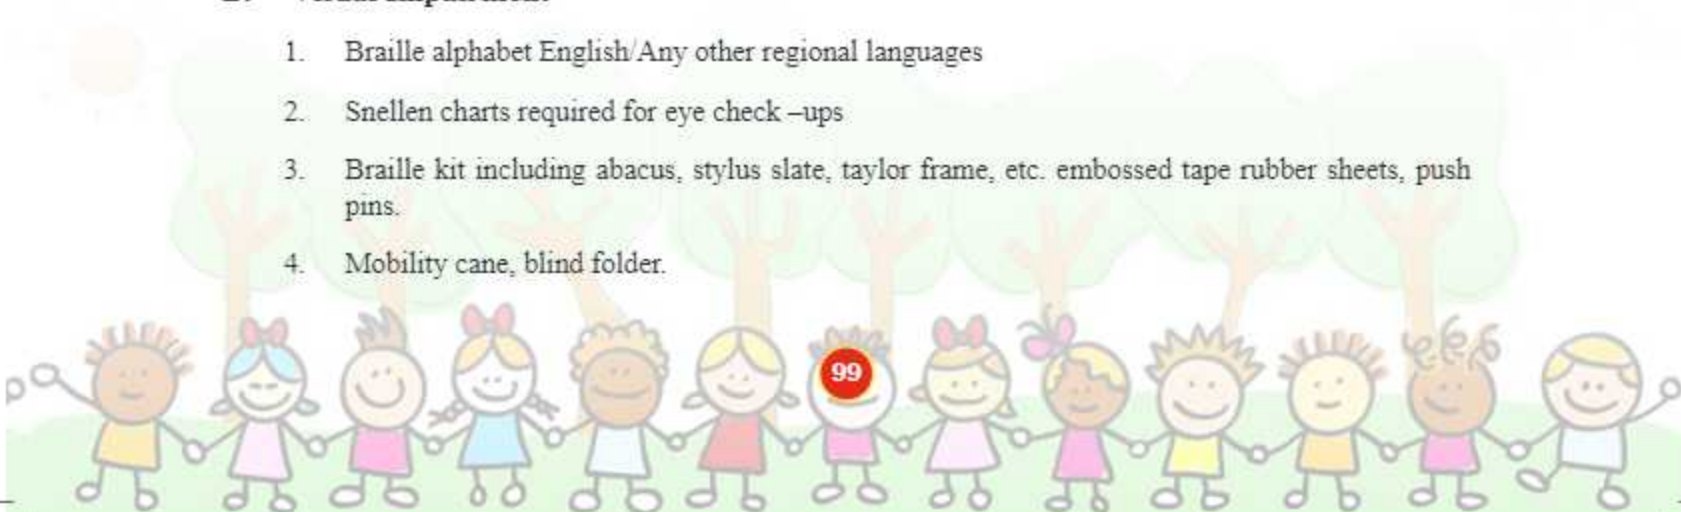 1. Braille alphabet English/Any other regional languages
2. Snellen charts required for eye check –ups
3. Braille kit including abacus, stylus slate, taylor frame, etc. embossed tape rubber sheets, push
pins.
4. Mobility cane, blind folder.
99